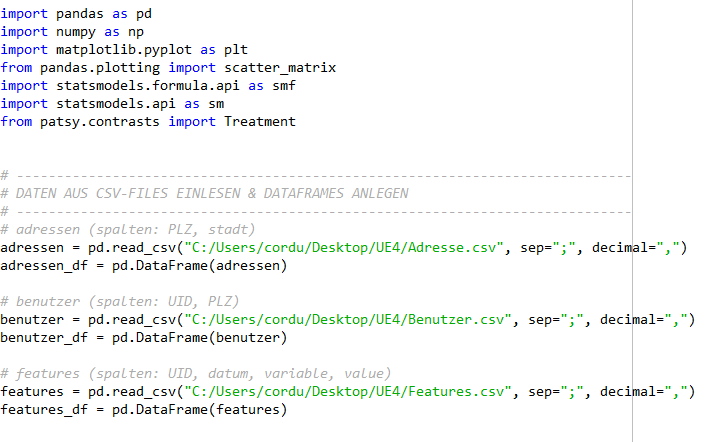 import pandas as pd
import numpy as np
import matplotlib.pyplot as plt
from pandas.plotting import scatter_matrix
import statsmodels.formula.api as smf
import statsmodels.api as sm
from patsy.contrasts import Treatment
# -----------------------------------------------------------------------------
# DATEN AUS CSV-FILES EINLESEN & DATAFRAMES ANLEGEN
# -----------------------------------------------------------------------------
# adressen (spalten: PLZ, stadt)
adressen = pd.read_csv("C:/Users/cordu/Desktop/UE4/Adresse.csv", sep=";", decimal=",")
adressen_df = pd.DataFrame(adressen)
# benutzer (spalten: UID, PLZ)
benutzer = pd.read_csv("C:/Users/cordu/Desktop/UE4/Benutzer.csv", sep=";", decimal=",")
benutzer_df = pd.DataFrame(benutzer)
# features (spalten: UID, datum, variable, value)
features = pd.read_csv("C:/Users/cordu/Desktop/UE4/Features.csv", sep=";", decimal=",")
features_df = pd.DataFrame(features)